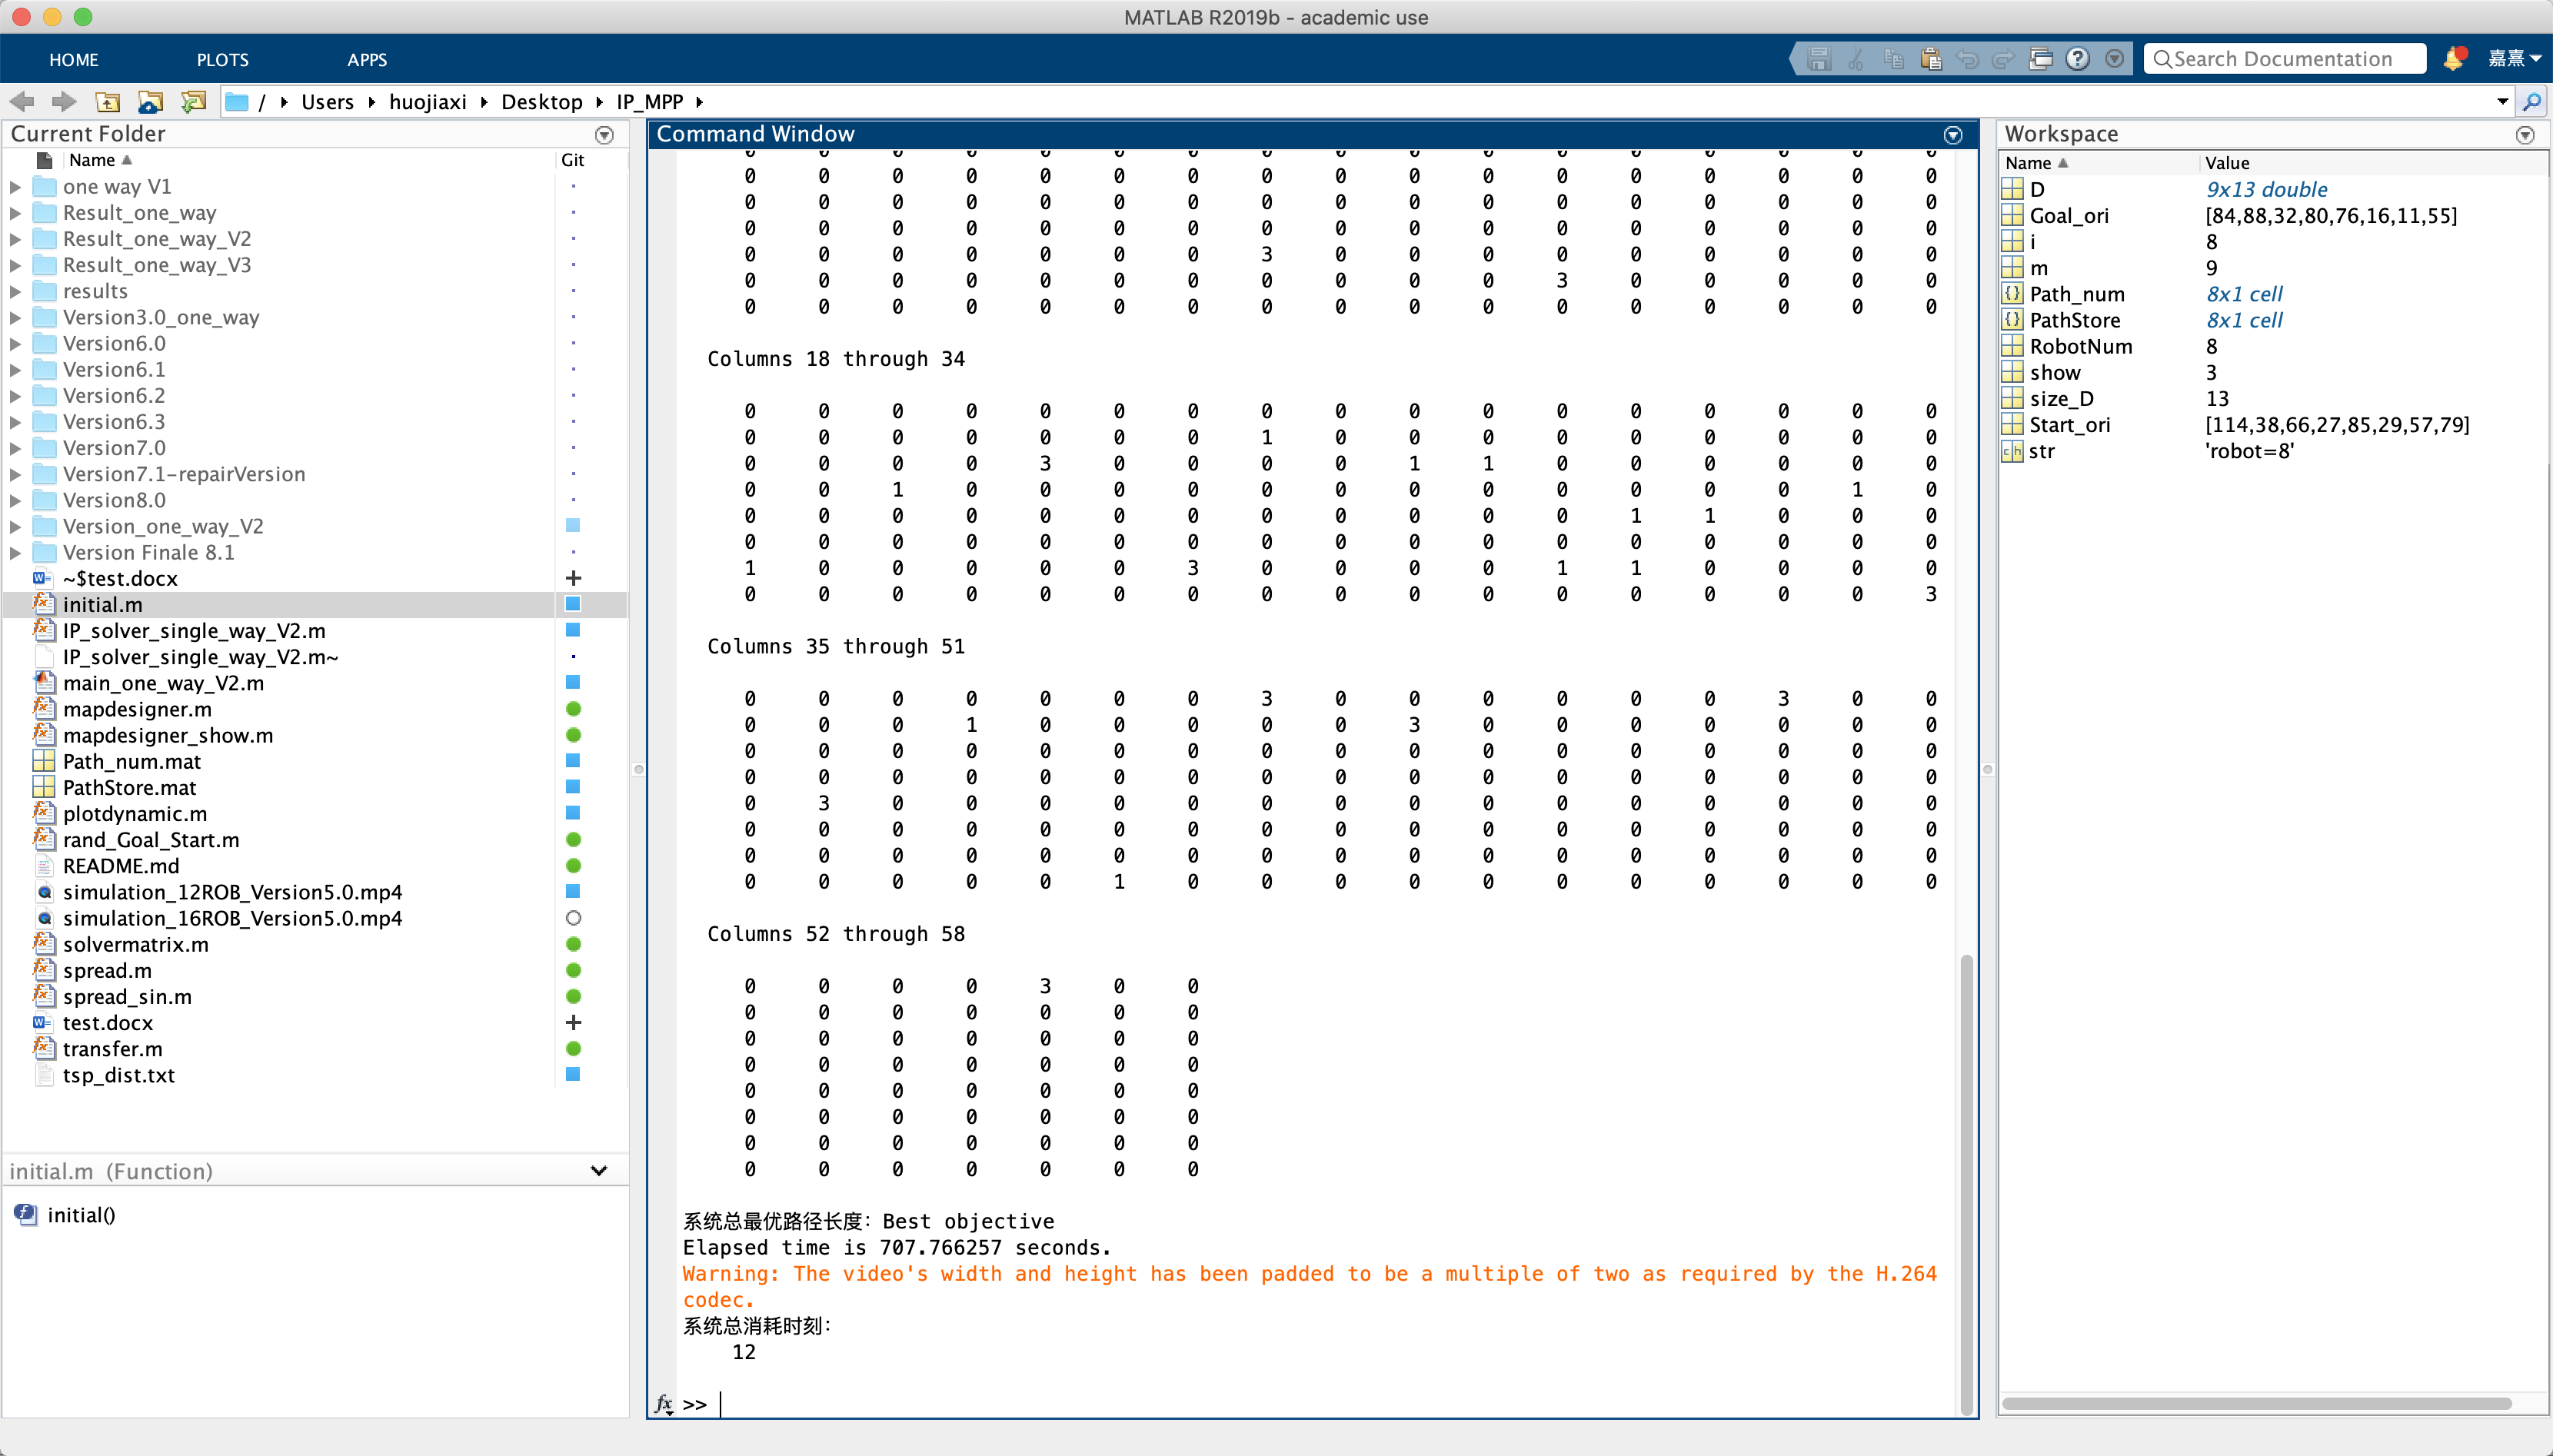 MATLAB R2019b - academic use
HOME PLOTS APPS
Search Documentation
嘉熹
/ Users huojiaxi Desktop IP_MPP
Current Folder
Name Git
one way V1
Result_one_way
Result_one_way_V2
Result_one_way_V3
results
Version3.0_one_way
Version6.0
Version6.1
Version6.2
Version6.3
Version7.0
Version7.1-repairVersion
Version8.0
Version_one_way_V2
Version Finale 8.1
~$test.docx
initial.m
IP_solver_single_way_V2.m
IP_solver_single_way_V2.m~
main_one_way_V2.m
mapdesigner.m
mapdesigner_show.m
Path_num.mat
PathStore.mat
plotdynamic.m
rand_Goal_Start.m
README.md
simulation_12ROB_Version5.0.mp4
simulation_16ROB_Version5.0.mp4
solvermatrix.m
spread.m
spread_sin.m
test.docx
transfer.m
tsp_dist.txt
initial.m (Function)
initial()
Command Window
0 0 0 0 0 0 0 0 0 0 0 0 0 0 0 0 0
0 0 0 0 0 0 0 0 0 0 0 0 0 0 0 0 0
0 0 0 0 0 0 0 0 0 0 0 0 0 0 0 0 0
0 0 0 0 0 0 0 0 0 0 0 0 0 0 0 0 0
0 0 0 0 0 0 0 3 0 0 0 0 0 0 0 0 0
0 0 0 0 0 0 0 0 0 0 0 3 0 0 0 0 0
0 0 0 0 0 0 0 0 0 0 0 0 0 0 0 0 0
Columns 18 through 34
0 0 0 0 0 0 0 0 0 0 0 0 0 0 0 0 0
0 0 0 0 0 0 0 1 0 0 0 0 0 0 0 0 0
0 0 0 0 3 0 0 0 0 1 1 0 0 0 0 0 0
0 0 1 0 0 0 0 0 0 0 0 0 0 0 0 1 0
0 0 0 0 0 0 0 0 0 0 0 0 1 1 0 0 0
0 0 0 0 0 0 0 0 0 0 0 0 0 0 0 0 0
1 0 0 0 0 0 3 0 0 0 0 1 1 0 0 0 0
0 0 0 0 0 0 0 0 0 0 0 0 0 0 0 0 3
Columns 35 through 51
0 0 0 0 0 0 0 3 0 0 0 0 0 0 3 0 0
0 0 0 1 0 0 0 0 0 3 0 0 0 0 0 0 0
0 0 0 0 0 0 0 0 0 0 0 0 0 0 0 0 0
0 0 0 0 0 0 0 0 0 0 0 0 0 0 0 0 0
0 3 0 0 0 0 0 0 0 0 0 0 0 0 0 0 0
0 0 0 0 0 0 0 0 0 0 0 0 0 0 0 0 0
0 0 0 0 0 0 0 0 0 0 0 0 0 0 0 0 0
0 0 0 0 0 1 0 0 0 0 0 0 0 0 0 0 0
Columns 52 through 58
0 0 0 0 3 0 0
0 0 0 0 0 0 0
0 0 0 0 0 0 0
0 0 0 0 0 0 0
0 0 0 0 0 0 0
0 0 0 0 0 0 0
0 0 0 0 0 0 0
0 0 0 0 0 0 0
系统总最优路径长度: Best objective
Elapsed time is 707.766257 seconds.
Warning: The video's width and height has been padded to be a multiple of two as required by the H.264
codec.
系统总消耗时刻:
12
fx >>
Workspace
Name Value
D 9x13 double
Goal_ori [84,88,32,80,76,16,11,55]
i 8
m 9
Path_num 8x1 cell
PathStore 8x1 cell
RobotNum 8
show 3
size_D 13
Start_ori [114,38,66,27,85,29,57,79]
str 'robot=8'